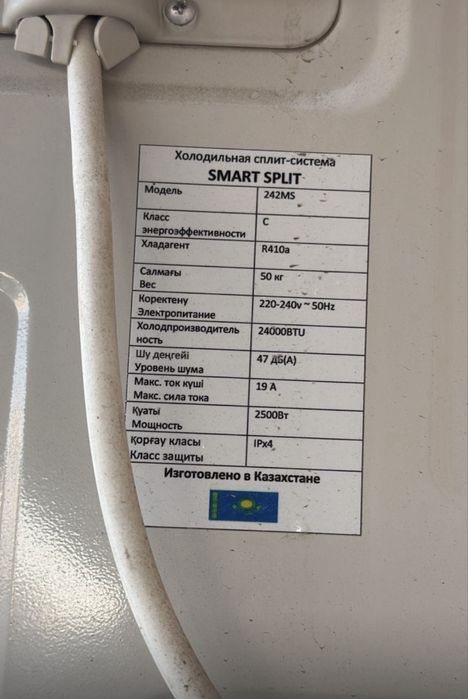 Холодильная сплит-система
SMART SPLIT
Модель 242MS
Класс
энергоэффективности C
Хладагент R410a
Салмағы
Вес 50 кг
Коректену
Электропитание 220-240v ~ 50Hz
Холодпроизводитель
ность 24000BTU
Шу деңгейі
Уровень шума 47 дб(А)
Макс. ток күші
Макс. сила тока 19 А
Қуаты
Мощность 2500Вт
Қорғау класы
Класс защиты IPx4
Изготовлено в Казахстане